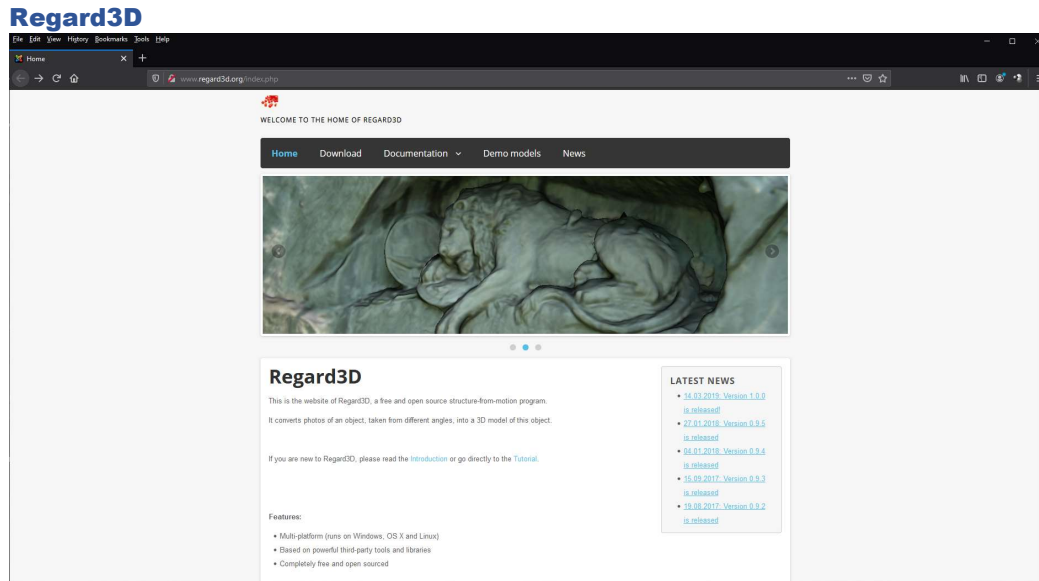 Regard3D
File Edit View History Bookmarks Tools Help
Home
www.regard3d.org/index.php
WELCOME TO THE HOME OF REGARD3D
Home Download Documentation Demo models News
Regard3D
This is the website of Regard3D, a free and open source structure-from-motion program.
It converts photos of an object, taken from different angles, into a 3D model of this object.
If you are new to Regard3D, please read the Introduction or go directly to the Tutorial.
Features:
• Multi-platform (runs on Windows, OS X and Linux)
• Based on powerful third-party tools and libraries
• Completely free and open sourced
LATEST NEWS
• 14.03.2019: Version 1.0.0
is released!
• 27.01.2018: Version 0.9.5
is released
• 04.01.2018: Version 0.9.4
is released
• 15.09.2017: Version 0.9.3
is released
• 19.08.2017: Version 0.9.2
is released